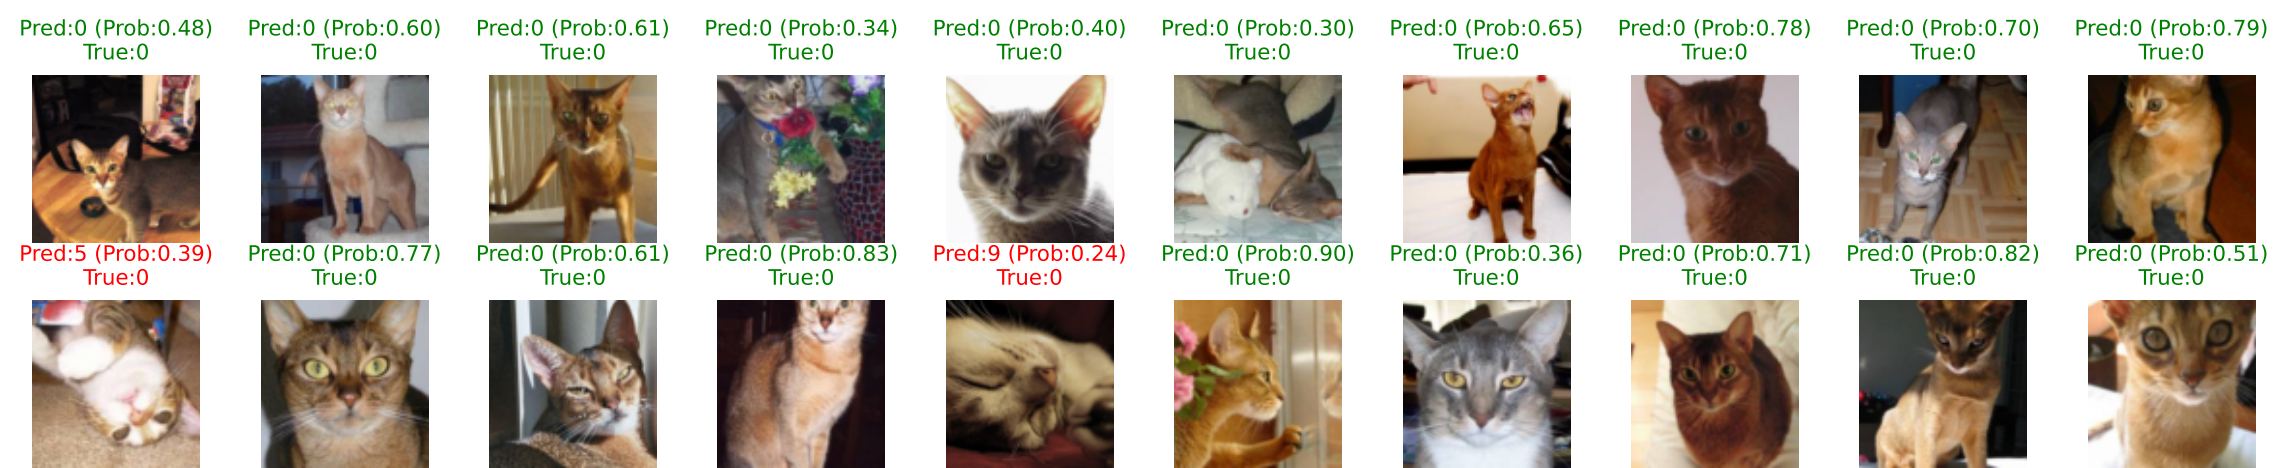 Pred:0 (Prob:0.48) Pred:0 (Prob:0.60) Pred:0 (Prob:0.61) Pred:0 (Prob:0.34) Pred:0 (Prob:0.40) Pred:0 (Prob:0.30) Pred:0 (Prob:0.65) Pred:0 (Prob:0.78) Pred:0 (Prob:0.70) Pred:0 (Prob:0.79)
True:0 True:0 True:0 True:0 True:0 True:0 True:0 True:0 True:0 True:0
Pred:5 (Prob:0.39) Pred:0 (Prob:0.77) Pred:0 (Prob:0.61) Pred:0 (Prob:0.83) Pred:9 (Prob:0.24) Pred:0 (Prob:0.90) Pred:0 (Prob:0.36) Pred:0 (Prob:0.71) Pred:0 (Prob:0.82) Pred:0 (Prob:0.51)
True:0 True:0 True:0 True:0 True:0 True:0 True:0 True:0 True:0 True:0